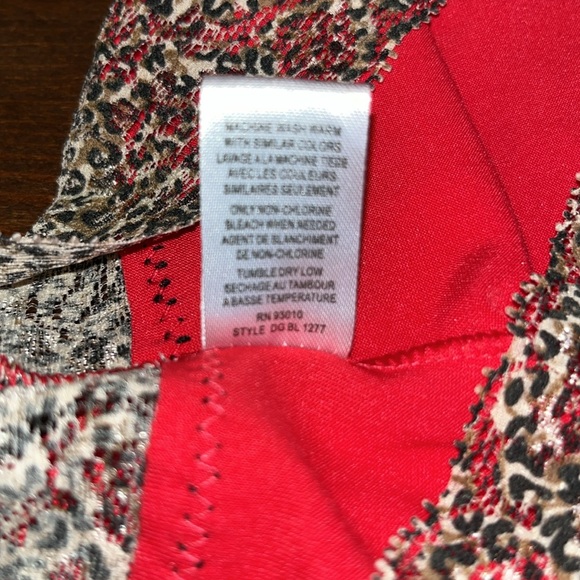 MACHINE WASH WARM
WITH SIMILAR COLORS
LAVAGE A LA MACHINE TIEDE
AVEC LES COULEURS
SIMILAIRES SEULEMENT
ONLY NON-CHLORINE
BLEACH WHEN NEEDED
AGENT DE BLANCHIMENT
DE NON-CHLORINE
TUMBLE DRY LOW
SECHAGE AU TAMBOUR
A BASSE TEMPERATURE
RN 93010
STYLE DG BL 1277